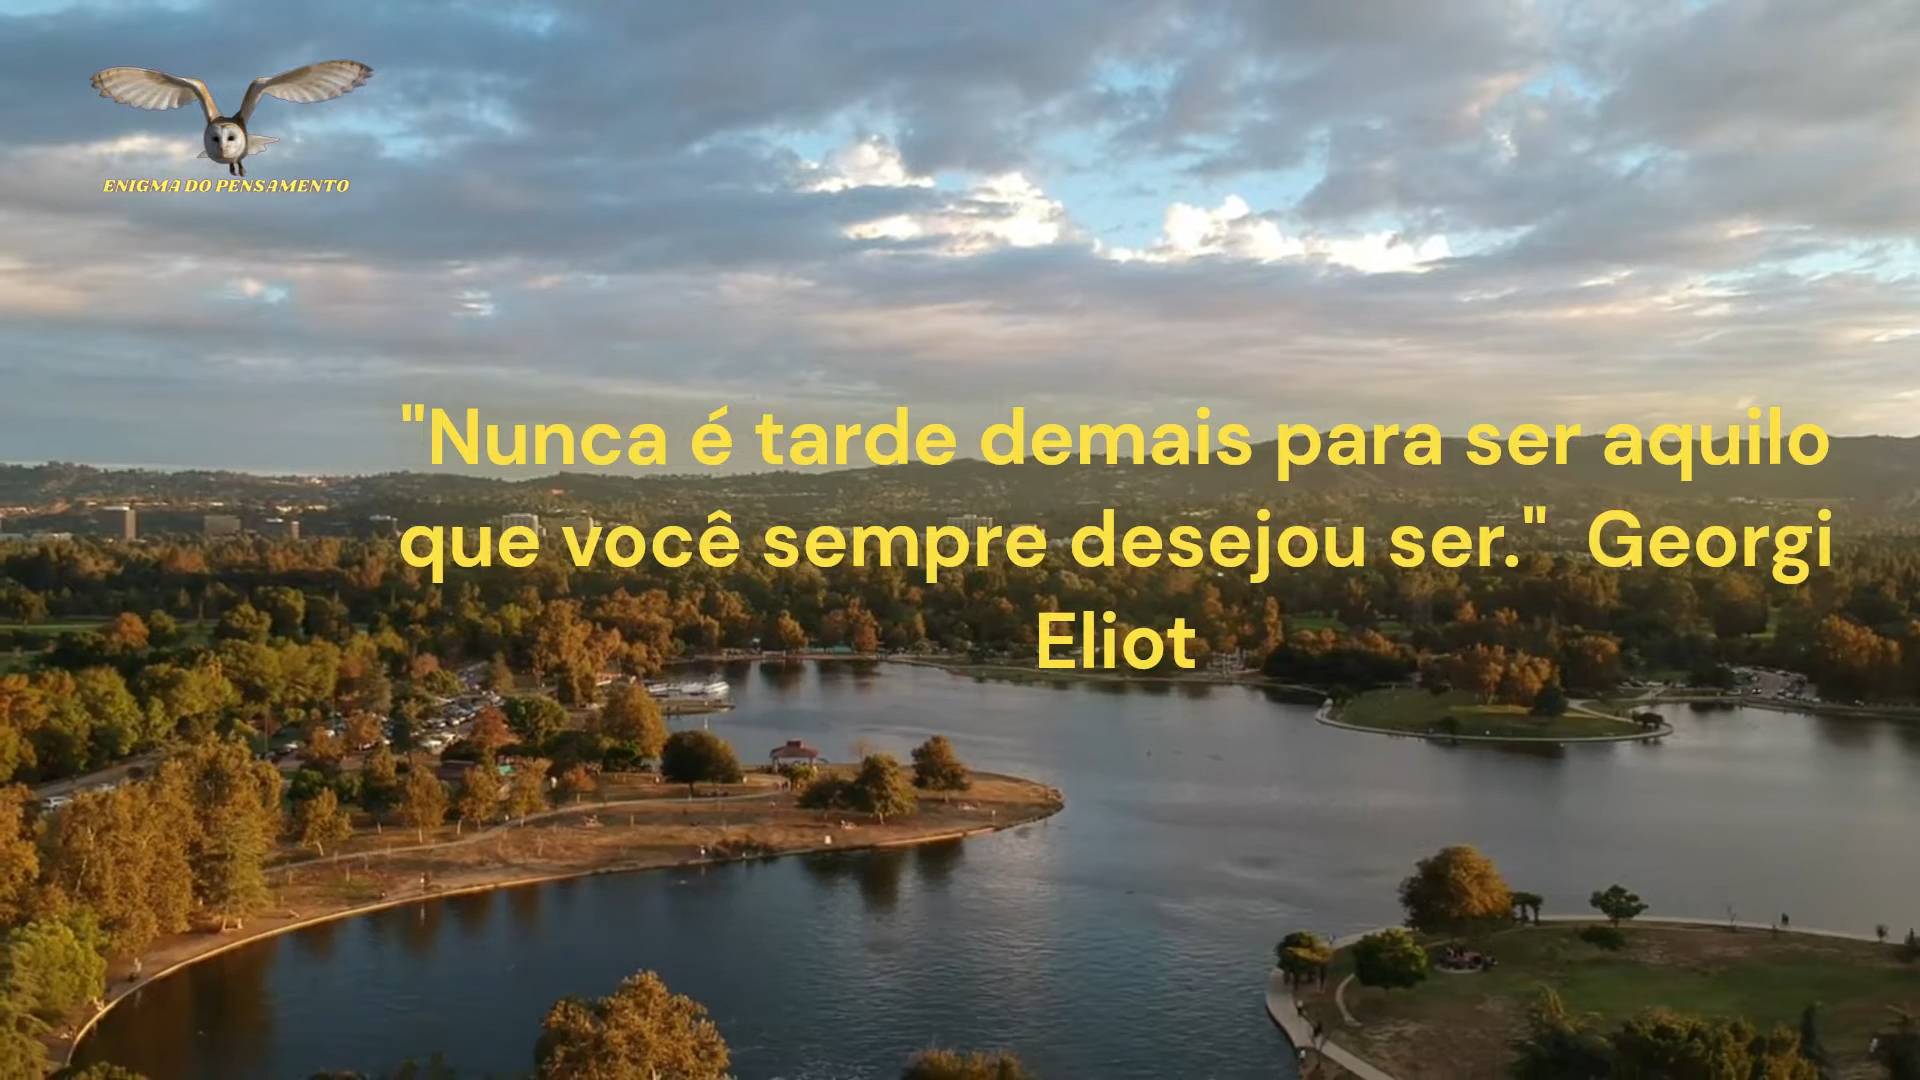 ENIGMA DO PENSAMENTO
"Nunca é tarde demais para ser aquilo
que você sempre desejou ser."  Georgi
Eliot